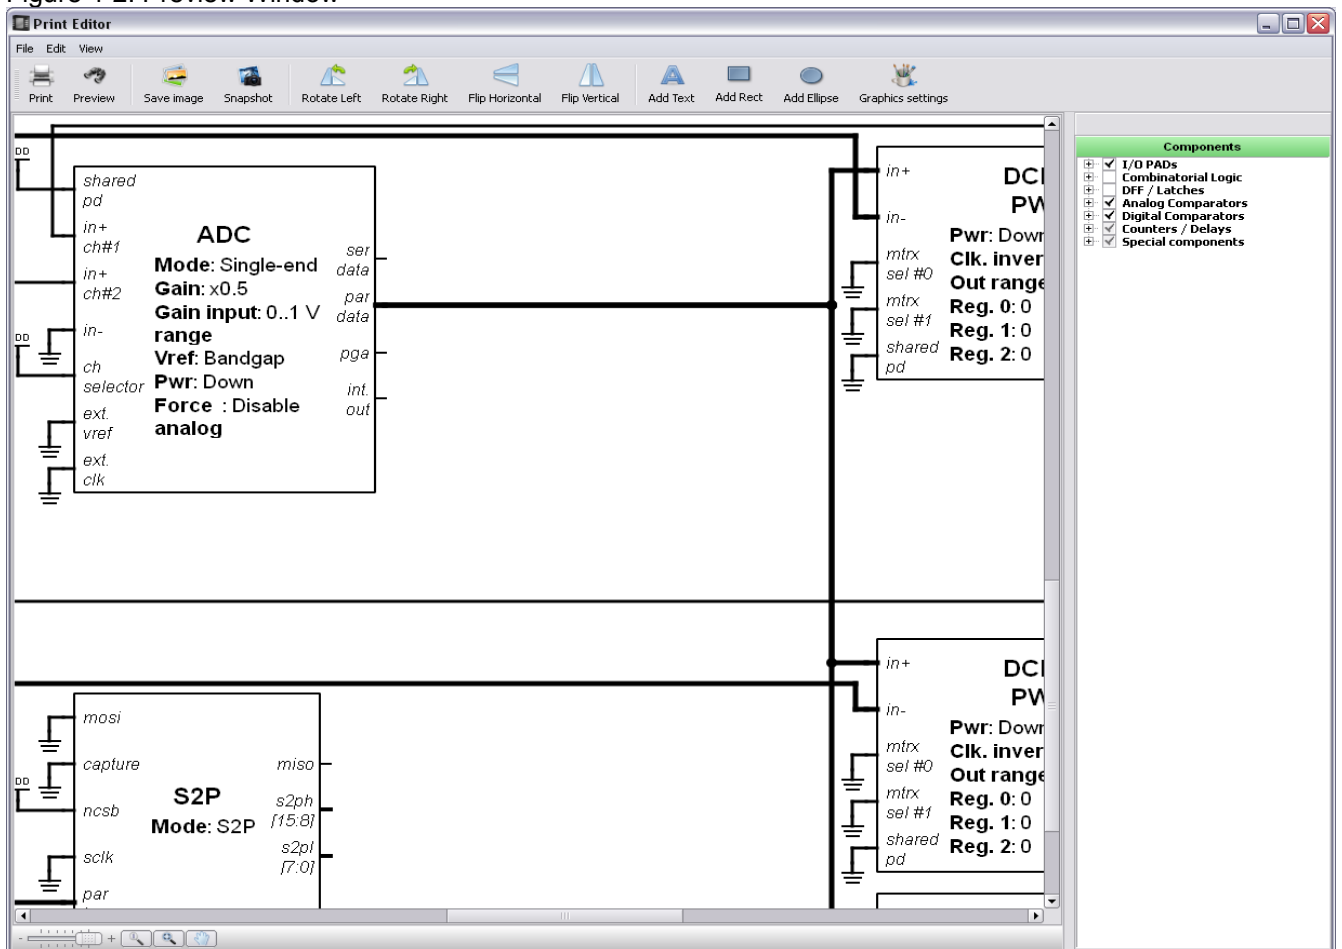 Figure 1-2. Preview Window
Print Editor
File Edit View
Print Preview Save image Snapshot Rotate Left Rotate Right Flip Horizontal Flip Vertical Add Text Add Rect Add Ellipse Graphics settings
Components
I/O PADs
Combinatorial Logic
DFF / Latches
Analog Comparators
Digital Comparators
Counters / Delays
Special components
DD
shared
pd
in+
ch#1
in+
ch#2
in-
DD
ch
selector
ext.
vref
ext.
clk
ADC
Mode: Single-end
Gain: x0.5
Gain input: 0..1 V
range
Vref: Bandgap
Pwr: Down
Force : Disable
analog
ser
data
par
data
pga
int.
out
in+
in-
mtrx
sel #0
mtrx
sel #1
shared
pd
DC
PW
Pwr: Down
Clk. inver
Out range
Reg. 0: 0
Reg. 1: 0
Reg. 2: 0
mosi
capture
DD
ncsb
sclk
par
S2P
Mode: S2P
miso
s2ph
[15:8]
s2pl
[7:0]
in+
in-
mtrx
sel #0
mtrx
sel #1
shared
pd
DC
PW
Pwr: Down
Clk. inver
Out range
Reg. 0: 0
Reg. 1: 0
Reg. 2: 0
- +